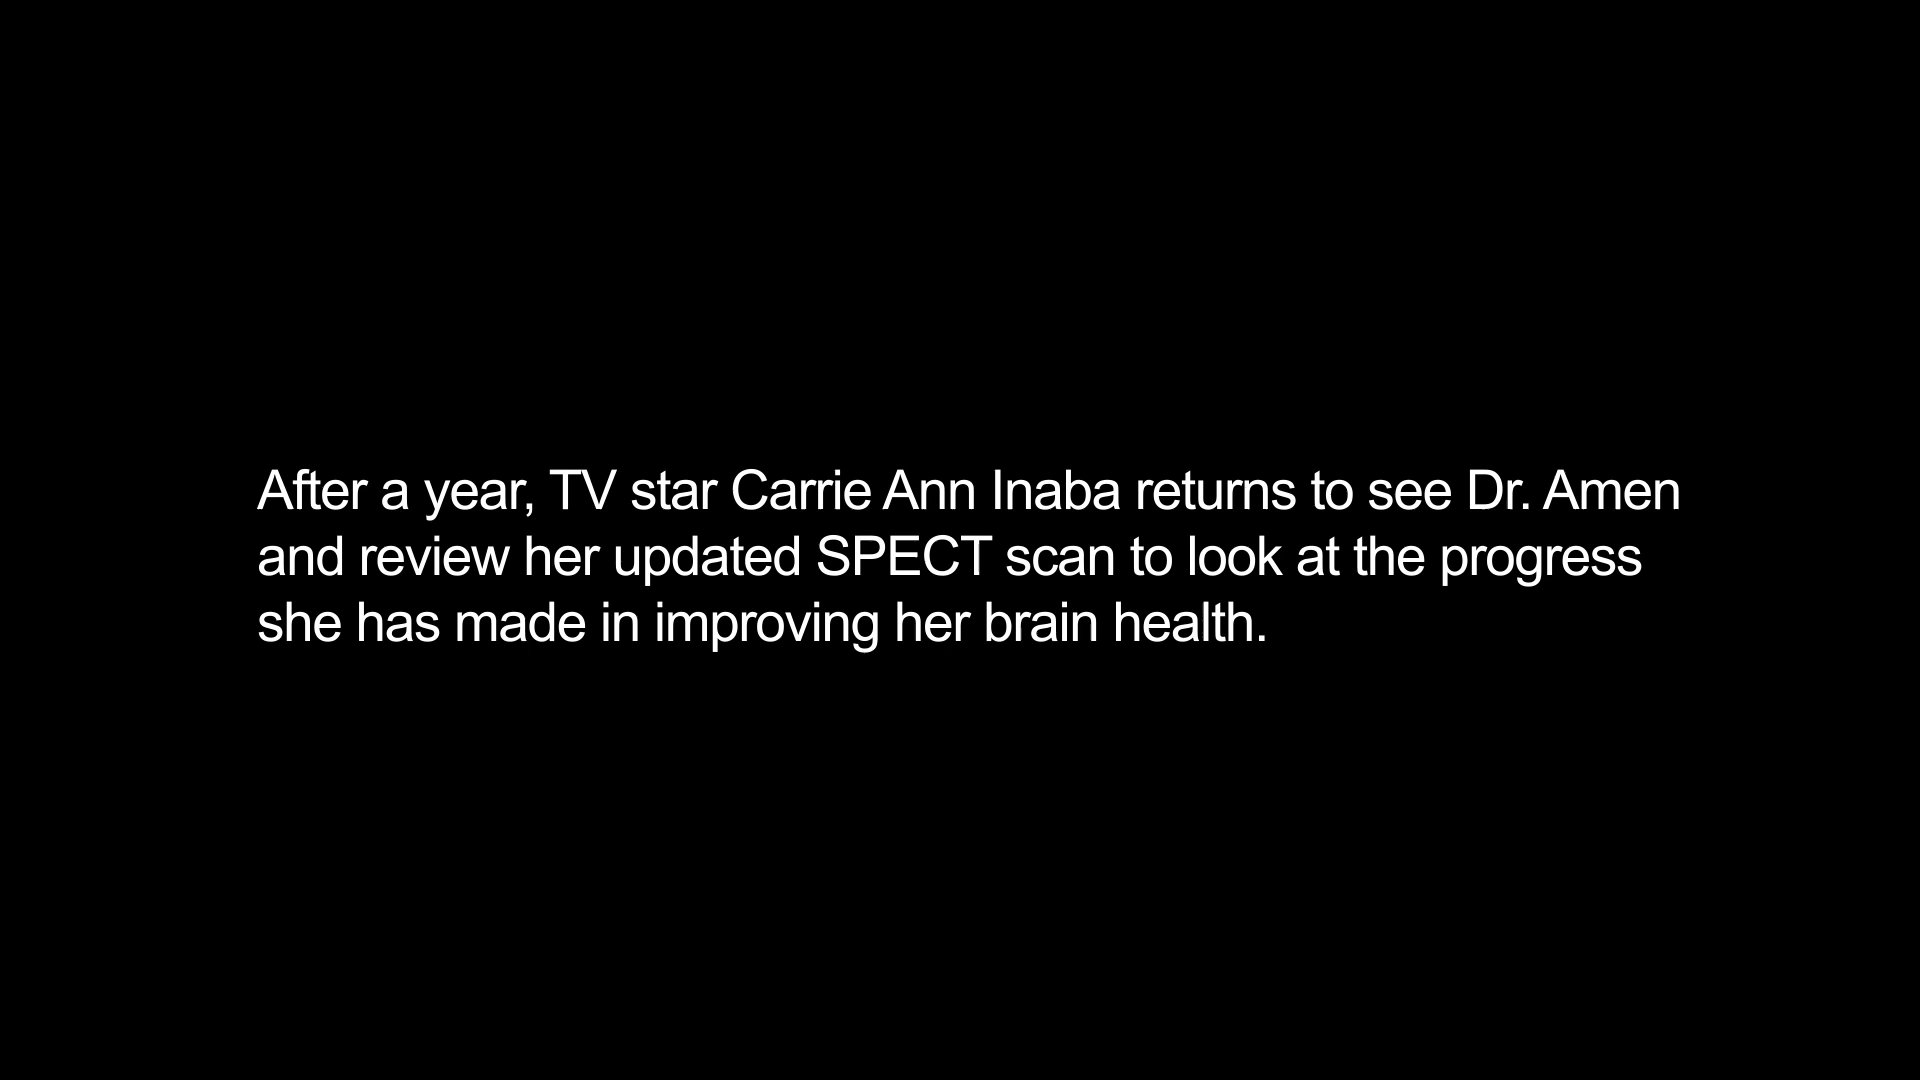 After a year, TV star Carrie Ann Inaba returns to see Dr. Amen
and review her updated SPECT scan to look at the progress
she has made in improving her brain health.